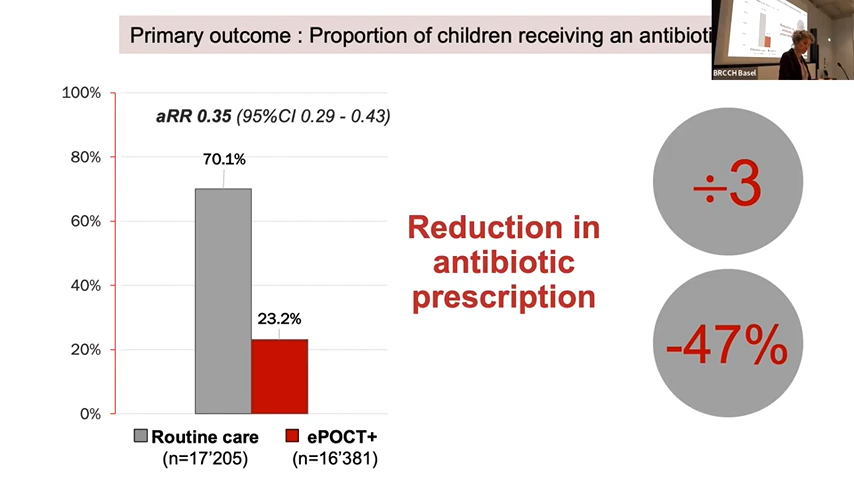 Primary outcome : Proportion of children receiving an antibioti
BRCCH Basel
100%
80%
60%
40%
20%
0%
aRR 0.35 (95%CI 0.29 - 0.43)
70.1%
23.2%
Routine care
(n=17'205)
ePOCT+
(n=16'381)
Reduction in
antibiotic
prescription
÷3
-47%